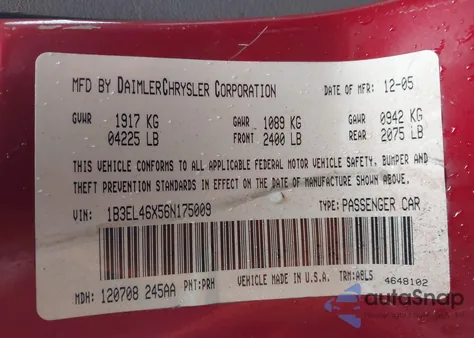 MFD BY DAIMLERCHRYSLER CORPORATION DATE OF MFR: 12-05
GVWR 1917 KG GAWR 1089 KG GAWR 0942 KG
04225 LB FRONT 2400 LB REAR 2075 LB
THIS VEHICLE CONFORMS TO ALL APPLICABLE FEDERAL MOTOR VEHICLE SAFETY, BUMPER AND
THEFT PREVENTION STANDARDS IN EFFECT ON THE DATE OF MANUFACTURE SHOWN ABOVE.
VIN: 1B3EL46X56N175009 TYPE: PASSENGER CAR
MDH: 120708 245AA PNT: PRH VEHICLE MADE IN U.S.A. TRM: ABL5 4648102
autoSnap